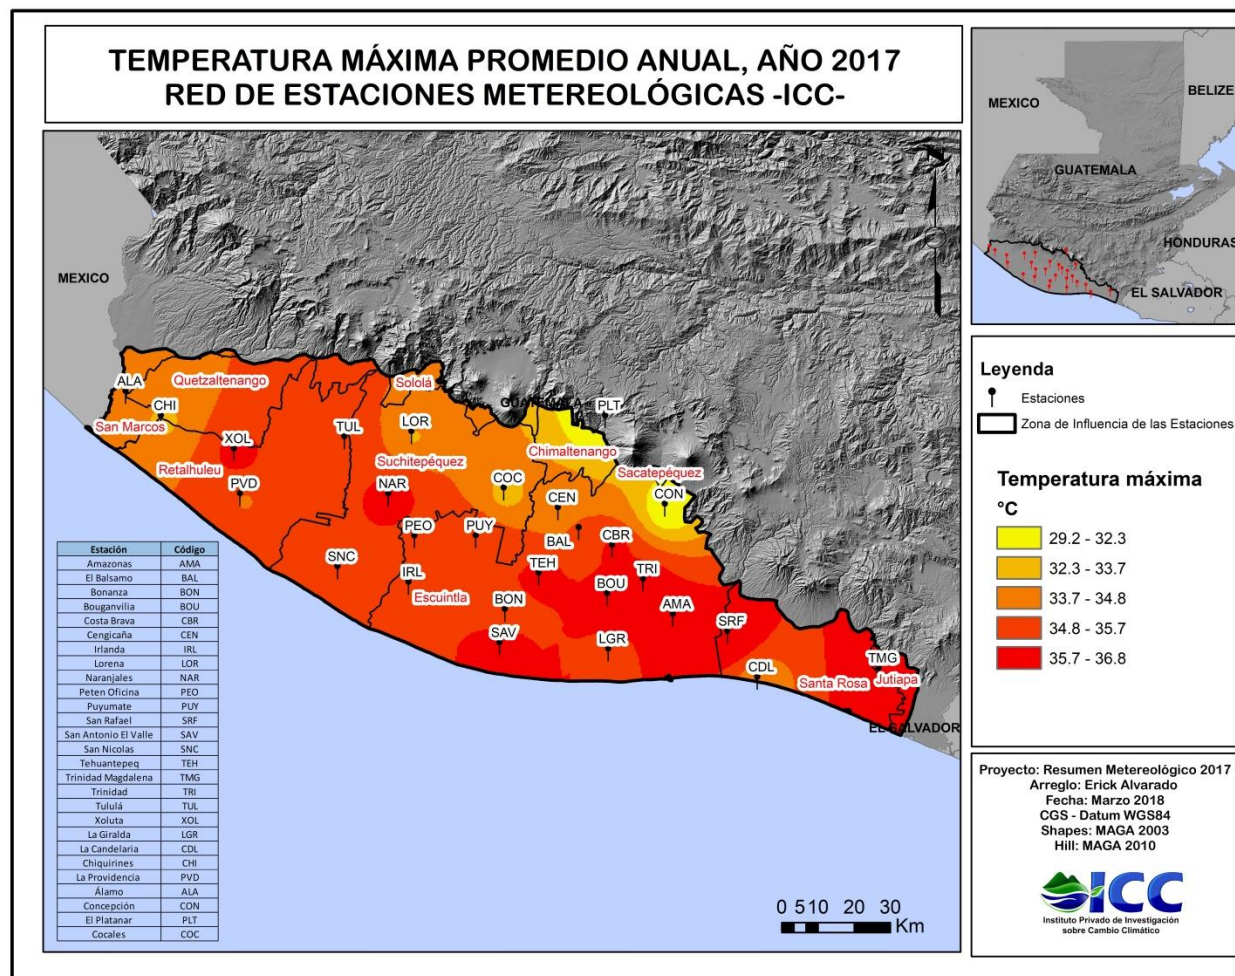 TEMPERATURA MÁXIMA PROMEDIO ANUAL, AÑO 2017
RED DE ESTACIONES METEREOLÓGICAS -ICC-
MEXICO
Quetzaltenango
ALA
CHI
San Marcos
Sololá
GUATEMALA
PLT
LOR
TUL
XOL
Chimaltenango
Suchitepéquez
Retalhuleu
Sacatepéquez
PVD
NAR
COC
CEN
CON
PEO
PUY
BAL
CBR
SNC
IRL
TEH
TRI
Escuintla
BOU
BON
AMA
SAV
LGR
SRF
CDL
TMG
Santa Rosa
Jutiapa
EL SALVADOR
Estación Código
Amazonas AMA
El Balsamo BAL
Bonanza BON
Bouganvilia BOU
Costa Brava CBR
Cengicaña CEN
Irlanda IRL
Lorena LOR
Naranjales NAR
Peten Oficina PEO
Puyumate PUY
San Rafael SRF
San Antonio El Valle SAV
San Nicolas SNC
Tehuantepeq TEH
Trinidad Magdalena TMG
Trinidad TRI
Tululá TUL
Xoluta XOL
La Giralda LGR
La Candelaria CDL
Chiquirines CHI
La Providencia PVD
Álamo ALA
Concepción CON
El Platanar PLT
Cocales COC
0 5 10 20 30
Km
MEXICO
BELIZE
GUATEMALA
HONDURAS
EL SALVADOR
Leyenda
Estaciones
Zona de Influencia de las Estaciones
Temperatura máxima
°C
29.2 - 32.3
32.3 - 33.7
33.7 - 34.8
34.8 - 35.7
35.7 - 36.8
Proyecto: Resumen Metereológico 2017
Arreglo: Erick Alvarado
Fecha: Marzo 2018
CGS - Datum WGS84
Shapes: MAGA 2003
Hill: MAGA 2010
ICC
Instituto Privado de Investigación
sobre Cambio Climático